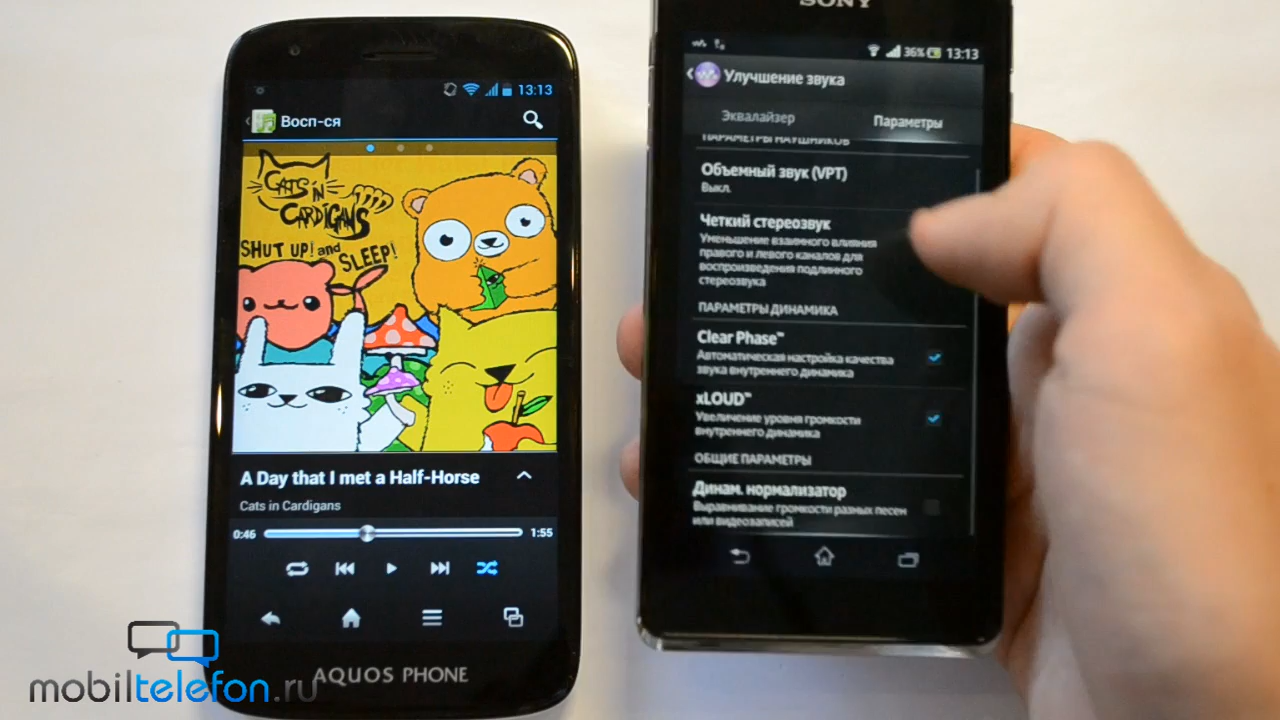 13:13
Восп-ся
CATS IN
CARDIGANS
SHUT UP! and
SLEEP!
A Day that I met a Half-Horse
Cats in Cardigans
0:46
1:55
AQUOS PHONE
mobiltelefon.ru
SONY
36% 13:13
Улучшение звука
Эквалайзер Параметры
ПАРАМЕТРЫ НАУШНИКОВ
Объемный звук (VPT)
Выкл.
Четкий стереозвук
Уменьшение взаимного влияния
правого и левого каналов для
воспроизведения подлинного
стереозвука
ПАРАМЕТРЫ ДИНАМИКА
Clear Phase™
Автоматическая настройка качества
звука внутреннего динамика
xLOUD™
Увеличение уровня громкости
внутреннего динамика
ОБЩИЕ ПАРАМЕТРЫ
Динам. нормализатор
Выравнивание громкости разных песен
или видеозаписей